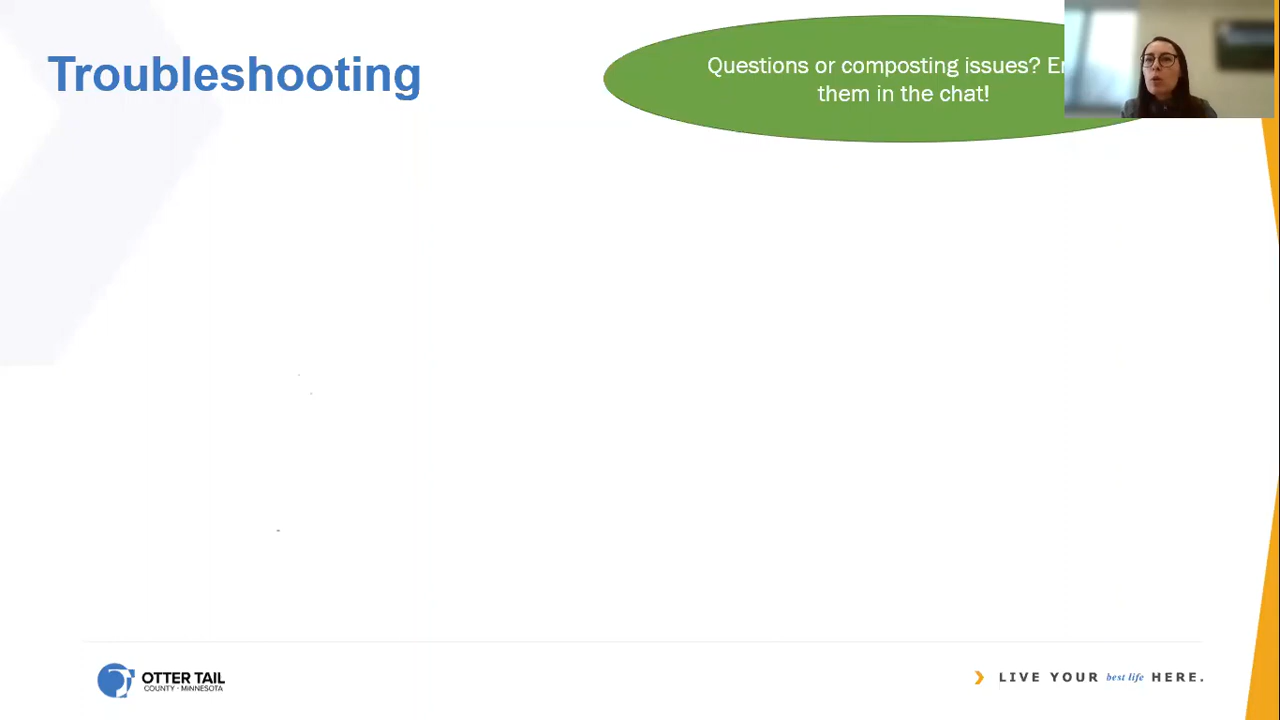 Troubleshooting
Questions or composting issues?
them in the chat!
OTTER TAIL
COUNTY · MINNESOTA
LIVE YOUR best life HERE.